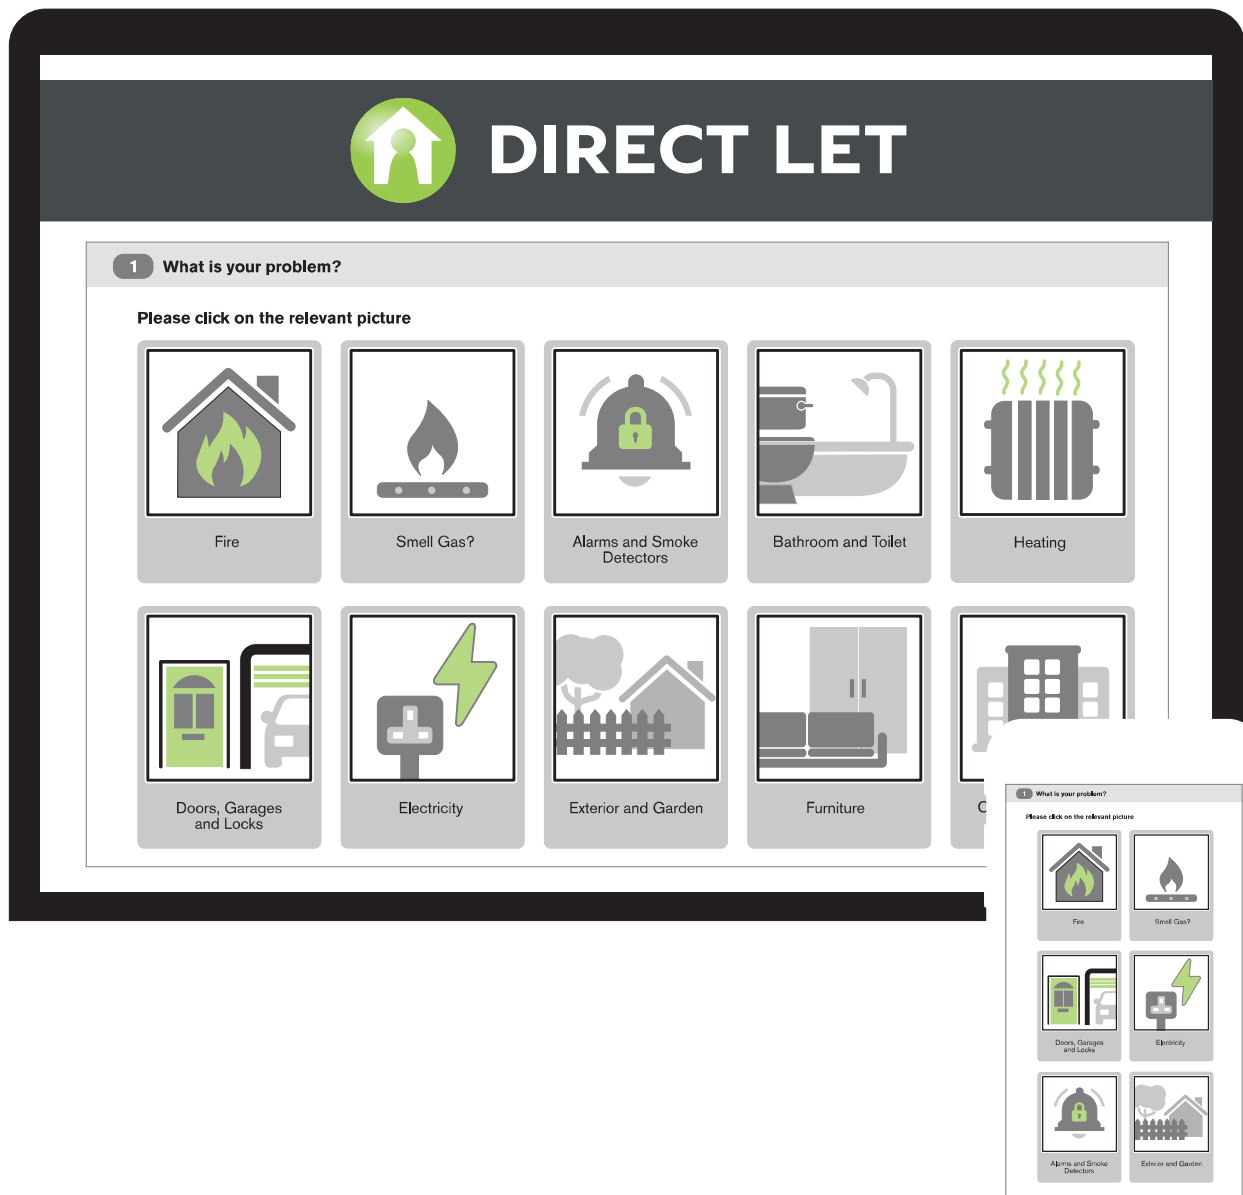 DIRECT LET
1 What is your problem?
Please click on the relevant picture
Fire
Smell Gas?
Alarms and Smoke
Detectors
Bathroom and Toilet
Heating
Doors, Garages
and Locks
Electricity
Exterior and Garden
Furniture
1 What is your problem?
Please click on the relevant picture
Fire
Smell Gas?
Doors, Garages
and Locks
Electricity
Alarms and Smoke
Detectors
Exterior and Garden